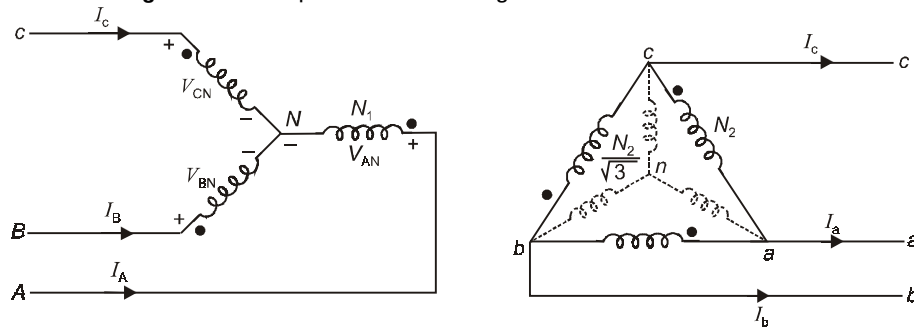 c
I_c
+
V_CN
–
N
–
N_1
+
V_AN
–
V_BN
+
B
I_B
A
I_A
c
I_c
c
N_2
N_2/√3
n
b
a
I_a
a
I_b
b